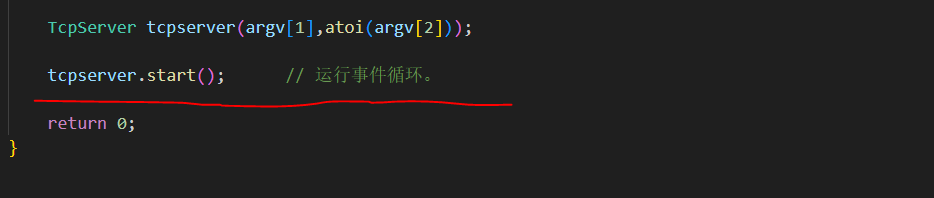 TcpServer tcpserver(argv[1],atoi(argv[2]));
tcpserver.start();      // 运行事件循环。
return 0;
}